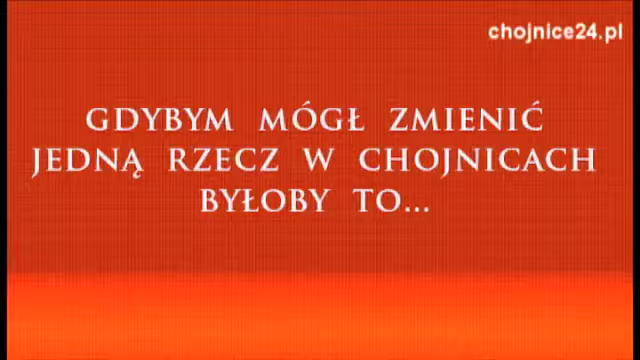 chojnice24.pl
GDYBYM MÓGŁ ZMIENIĆ
JEDNĄ RZECZ W CHOJNICACH
BYŁOBY TO...